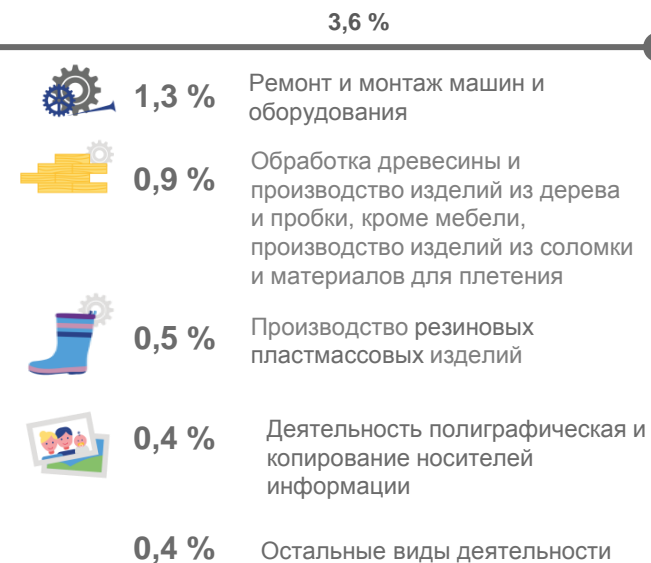 3,6 %
1,3 %
Ремонт и монтаж машин и
оборудования
0,9 %
Обработка древесины и
производство изделий из дерева
и пробки, кроме мебели,
производство изделий из соломки
и материалов для плетения
0,5 %
Производство резиновых
пластмассовых изделий
0,4 %
Деятельность полиграфическая и
копирование носителей
информации
0,4 %
Остальные виды деятельности